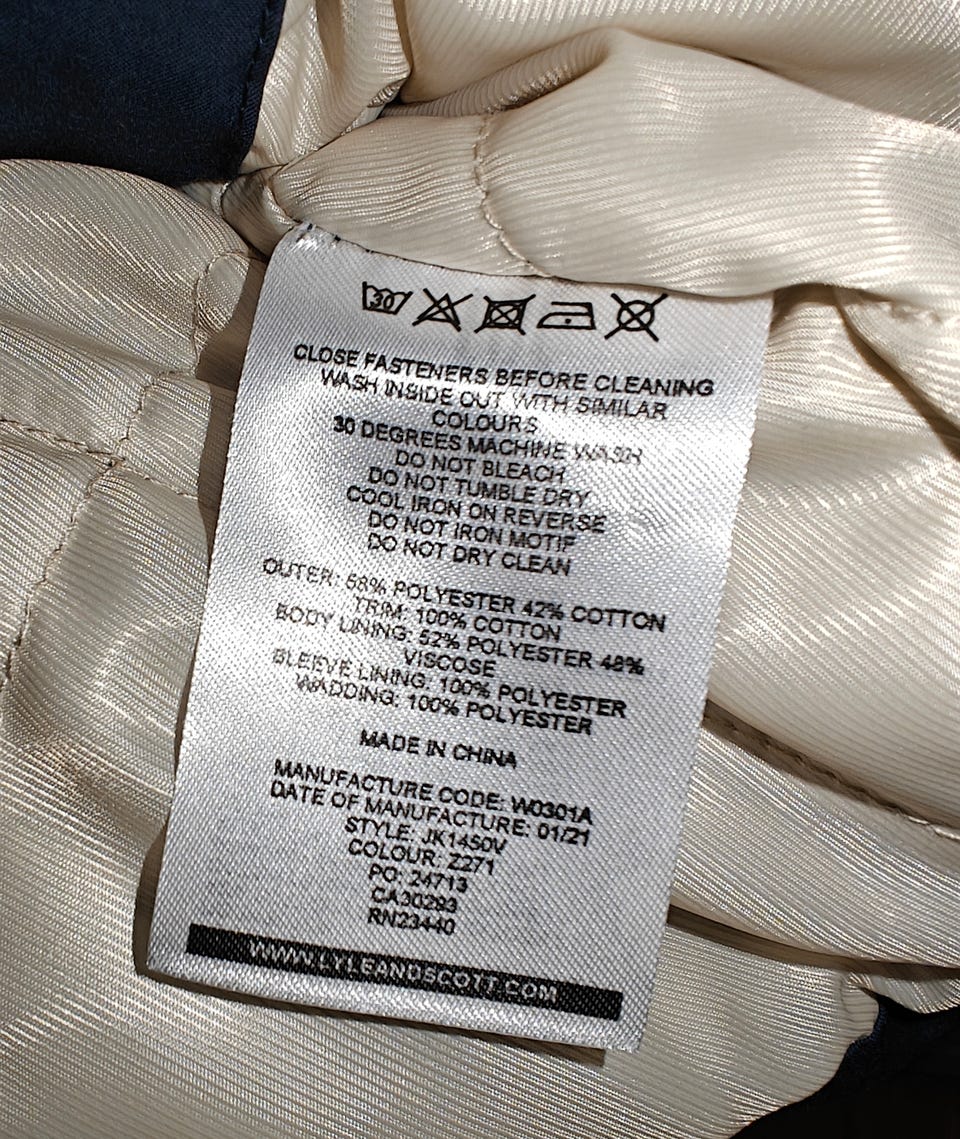 30
CLOSE FASTENERS BEFORE CLEANING
WASH INSIDE OUT WITH SIMILAR
COLOURS
30 DEGREES MACHINE WASH
DO NOT BLEACH
DO NOT TUMBLE DRY
COOL IRON ON REVERSE
DO NOT IRON MOTIF
DO NOT DRY CLEAN
OUTER: 58% POLYESTER 42% COTTON
TRIM: 100% COTTON
BODY LINING: 52% POLYESTER 48%
VISCOSE
SLEEVE LINING: 100% POLYESTER
WADDING: 100% POLYESTER
MADE IN CHINA
MANUFACTURE CODE: W0301A
DATE OF MANUFACTURE: 01/21
STYLE: JK1450V
COLOUR: Z271
PO: 24713
CA30293
RN23440
WWW.LYLEANDSCOTT.COM